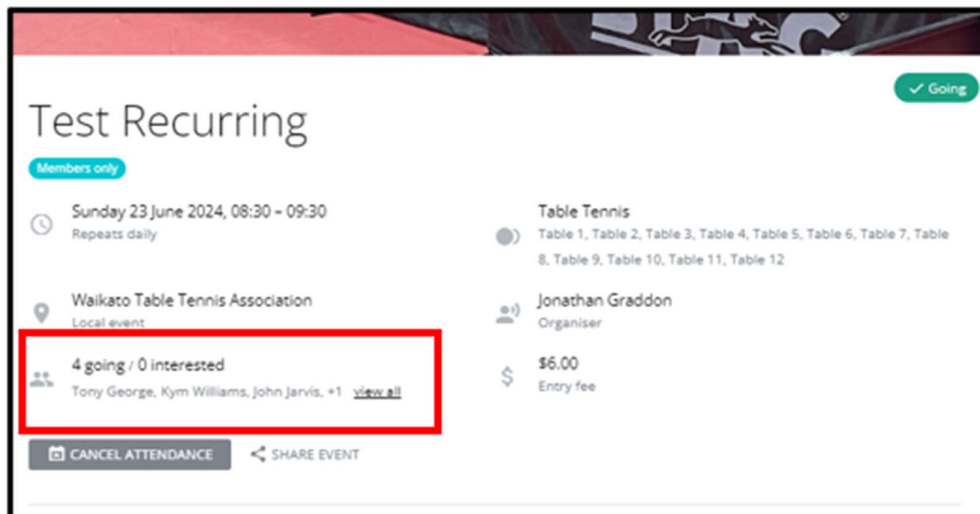 Going
Test Recurring
Members only
Sunday 23 June 2024, 08:30 – 09:30
Repeats daily
Table Tennis
Table 1, Table 2, Table 3, Table 4, Table 5, Table 6, Table 7, Table
8, Table 9, Table 10, Table 11, Table 12
Waikato Table Tennis Association
Local event
Jonathan Graddon
Organiser
4 going / 0 interested
Tony George, Kym Williams, John Jarvis, +1 view all
$6.00
Entry fee
CANCEL ATTENDANCE
SHARE EVENT